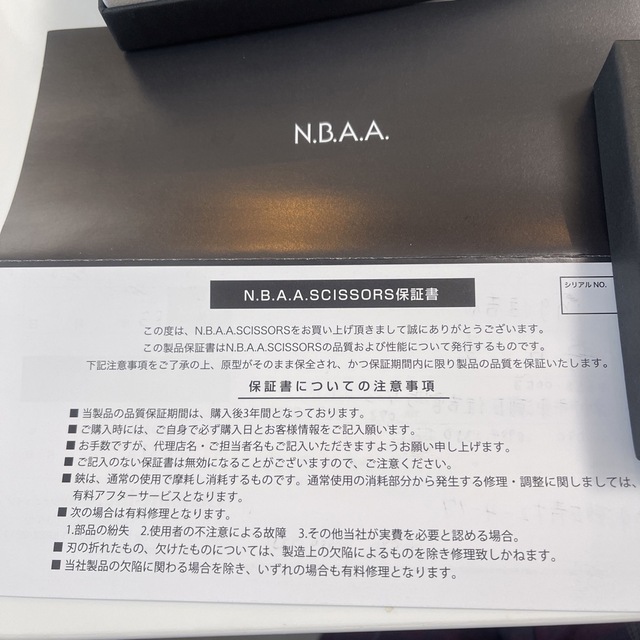 N.B.A.A.
N.B.A.A.SCISSORS保証書
シリアルNO.
この度は、N.B.A.A.SCISSORSをお買い上げ頂きまして誠にありがとうございます。
この製品保証書はN.B.A.A.SCISSORSの品質および性能について発行するものです。
下記注意事項をご了承の上、原型がそのまま保全され、かつ保証期間内に限り製品の品質を保証いたします。
保証書についての注意事項
■ 当製品の品質保証期間は、購入後3年間となっております。
■ ご購入時には、ご自身で必ず購入日とお客様情報をご記入願います。
■ お手数ですが、代理店名・ご担当者名もご記入いただきますようお願い申し上げます。
■ ご記入のない保証書は無効になることがございますので、ご注意ください。
■ 鋏は、通常の使用で摩耗し消耗するものです。通常使用の消耗部分から発生する修理・調整に関しましては、
有料アフターサービスとなります。
■ 次の場合は有料修理となります。
1.部品の紛失 2.使用者の不注意による故障 3.その他当社が実費を必要と認める場合。
■ 刃の折れたもの、欠けたものについては、製造上の欠陥によるものを除き修理致しかねます。
■ 当社製品の欠陥に関わる場合を除き、いずれの場合も有料修理となります。